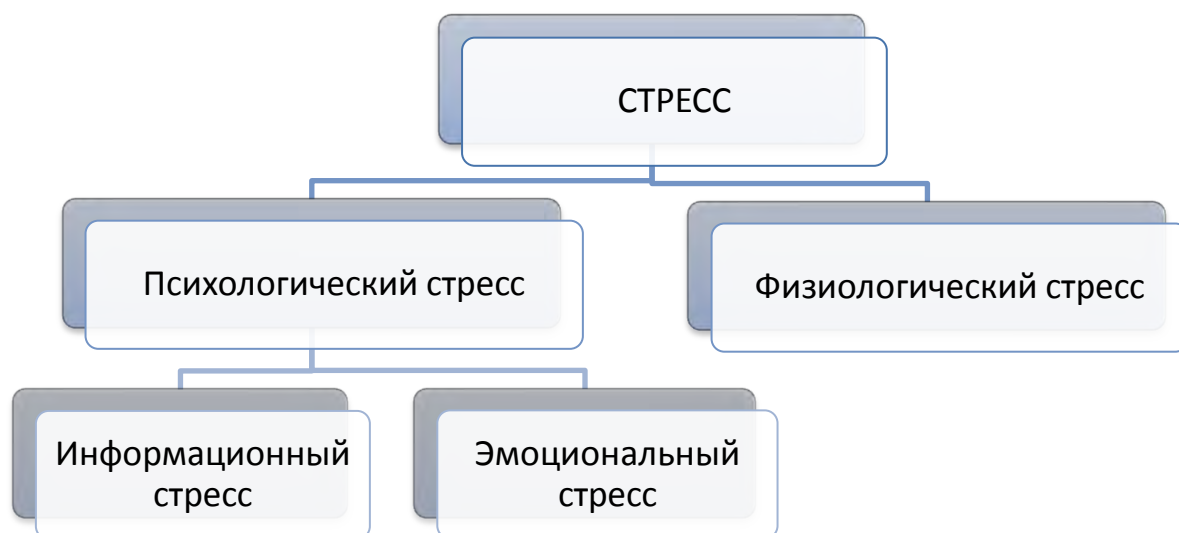 СТРЕСС
Психологический стресс
Физиологический стресс
Информационный
стресс
Эмоциональный
стресс